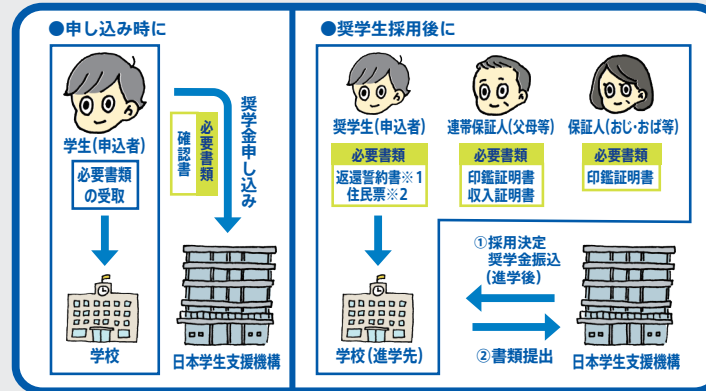 ●申し込み時に
学生(申込者)
必要書類
の受取
学校
必要書類
確認書
奨学金申し込み
日本学生支援機構
●奨学生採用後に
奨学生(申込者)
必要書類
返還誓約書※1
住民票※2
連帯保証人(父母等)
必要書類
印鑑証明書
収入証明書
保証人(おじ・おば等)
必要書類
印鑑証明書
学校(進学先)
①採用決定
奨学金振込
(進学後)
②書類提出
日本学生支援機構